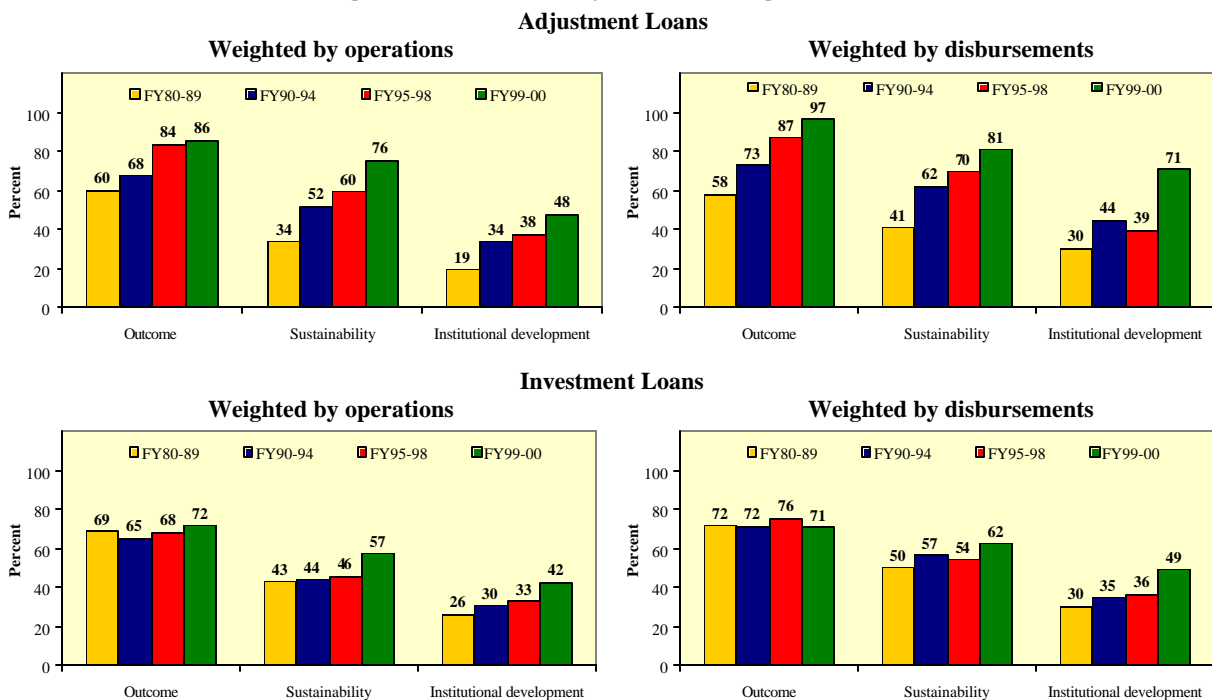 Adjustment Loans
Weighted by operations
FY80-89 FY90-94 FY95-98 FY99-00
Percent
100
80
60
40
20
0
60 68 84 86
34 52 60 76
19 34 38 48
Outcome Sustainability Institutional development
Weighted by disbursements
FY80-89 FY90-94 FY95-98 FY99-00
Percent
100
80
60
40
20
0
58 73 87 97
41 62 70 81
30 44 39 71
Outcome Sustainability Institutional development
Investment Loans
Weighted by operations
FY80-89 FY90-94 FY95-98 FY99-00
Percent
100
80
60
40
20
0
69 65 68 72
43 44 46 57
26 30 33 42
Outcome Sustainability Institutional development
Weighted by disbursements
FY80-89 FY90-94 FY95-98 FY99-00
Percent
100
80
60
40
20
0
72 72 76 71
50 57 54 62
30 35 36 49
Outcome Sustainability Institutional development